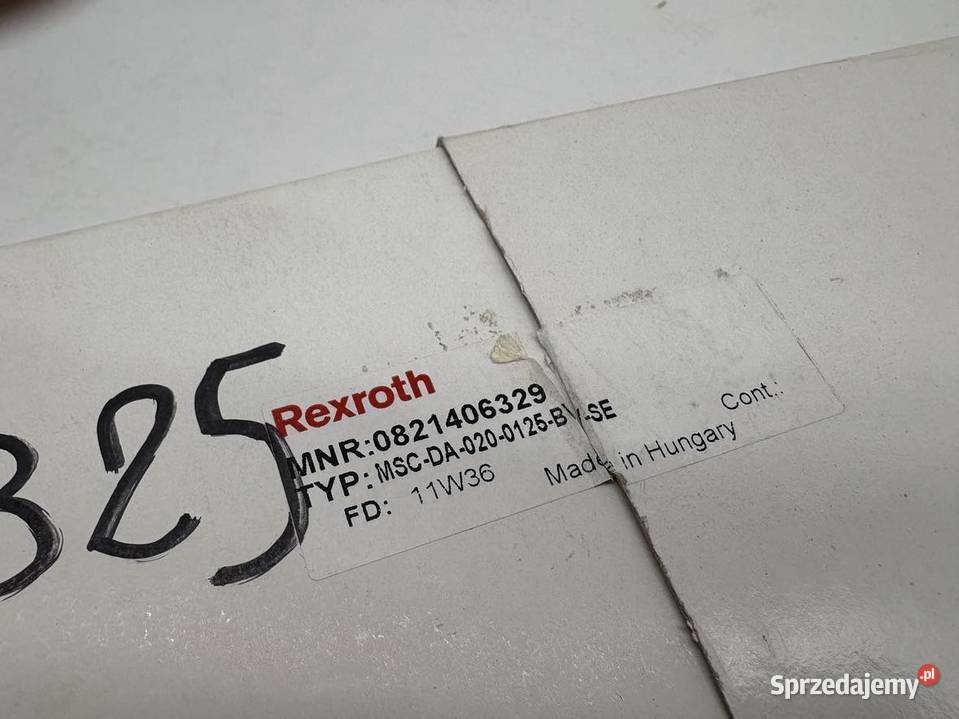 325
Rexroth
MNR:0821406329
TYP: MSC-DA-020-0125-BV-SE
FD: 11W36 Made in Hungary Cont.:
Sprzedajemy.pl